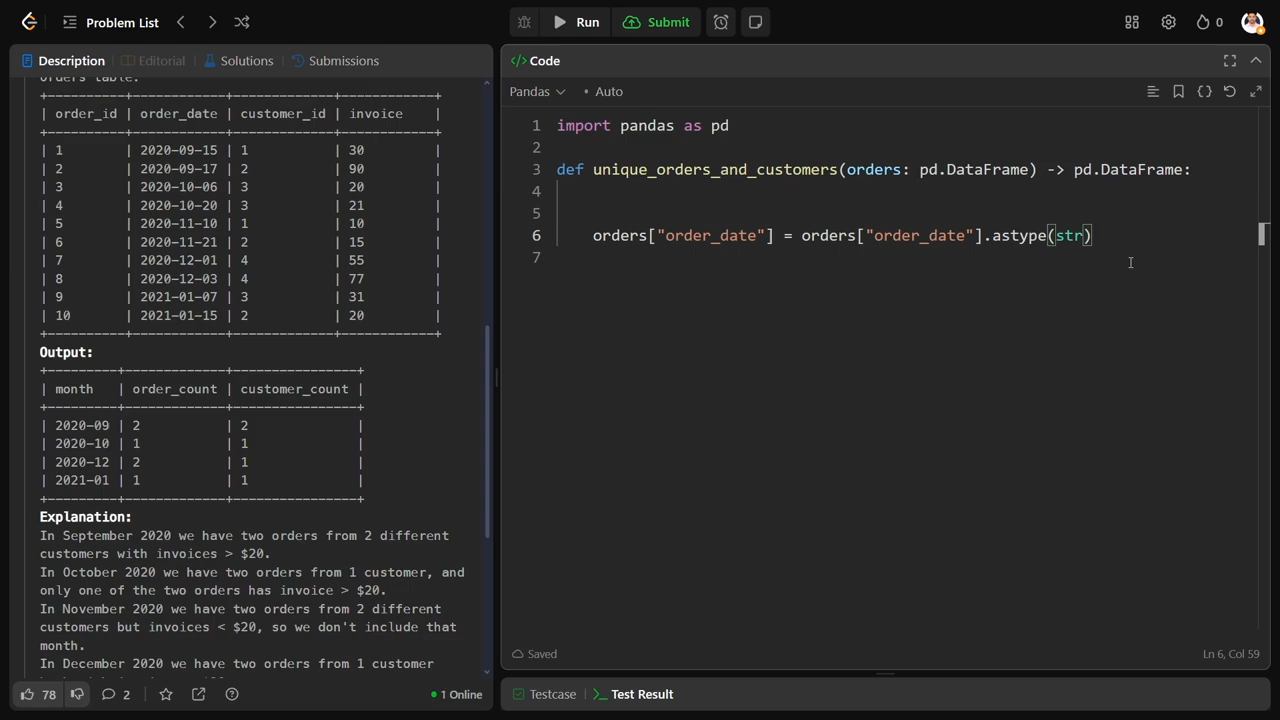 Problem List
Run
Submit
0
Description
Editorial
Solutions
Submissions
orders table:
+----------+------------+-------------+------------+
| order_id | order_date | customer_id | invoice    |
+----------+------------+-------------+------------+
| 1        | 2020-09-15 | 1           | 30         |
| 2        | 2020-09-17 | 2           | 90         |
| 3        | 2020-10-06 | 3           | 20         |
| 4        | 2020-10-20 | 3           | 21         |
| 5        | 2020-11-10 | 1           | 10         |
| 6        | 2020-11-21 | 2           | 15         |
| 7        | 2020-12-01 | 4           | 55         |
| 8        | 2020-12-03 | 4           | 77         |
| 9        | 2021-01-07 | 3           | 31         |
| 10       | 2021-01-15 | 2           | 20         |
+----------+------------+-------------+------------+
Output:
+---------+-------------+----------------+
| month   | order_count | customer_count |
+---------+-------------+----------------+
| 2020-09 | 2           | 2              |
| 2020-10 | 1           | 1              |
| 2020-12 | 2           | 1              |
| 2021-01 | 1           | 1              |
+---------+-------------+----------------+
Explanation:
In September 2020 we have two orders from 2 different
customers with invoices > $20.
In October 2020 we have two orders from 1 customer, and
only one of the two orders has invoice > $20.
In November 2020 we have two orders from 2 different
customers but invoices < $20, so we don't include that
month.
In December 2020 we have two orders from 1 customer
78
2
1 Online
</> Code
Pandas
• Auto
1 import pandas as pd
2
3 def unique_orders_and_customers(orders: pd.DataFrame) -> pd.DataFrame:
4
5
6     orders["order_date"] = orders["order_date"].astype(str)
7
Saved
Ln 6, Col 59
Testcase
Test Result